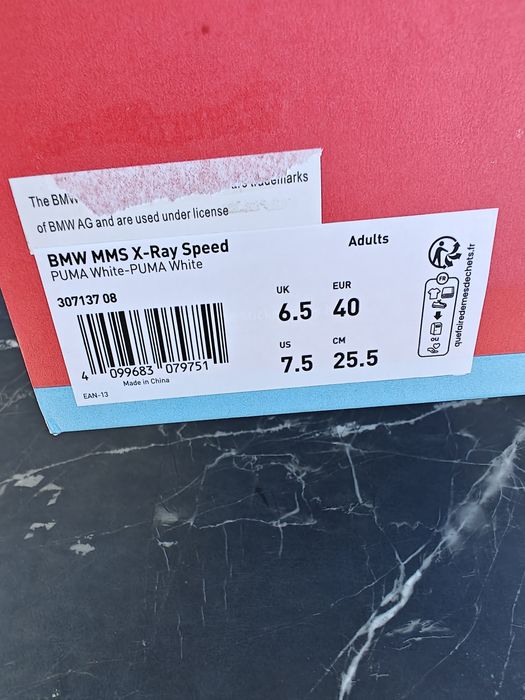 The BMW
trademarks
of BMW AG and are used under license
BMW MMS X-Ray Speed
PUMA White-PUMA White
Adults
307137 08
UK
6.5
EUR
40
US
7.5
CM
25.5
4 099683 079751
Made in China
EAN-13
FR
OU
quefairedemesdechets.fr